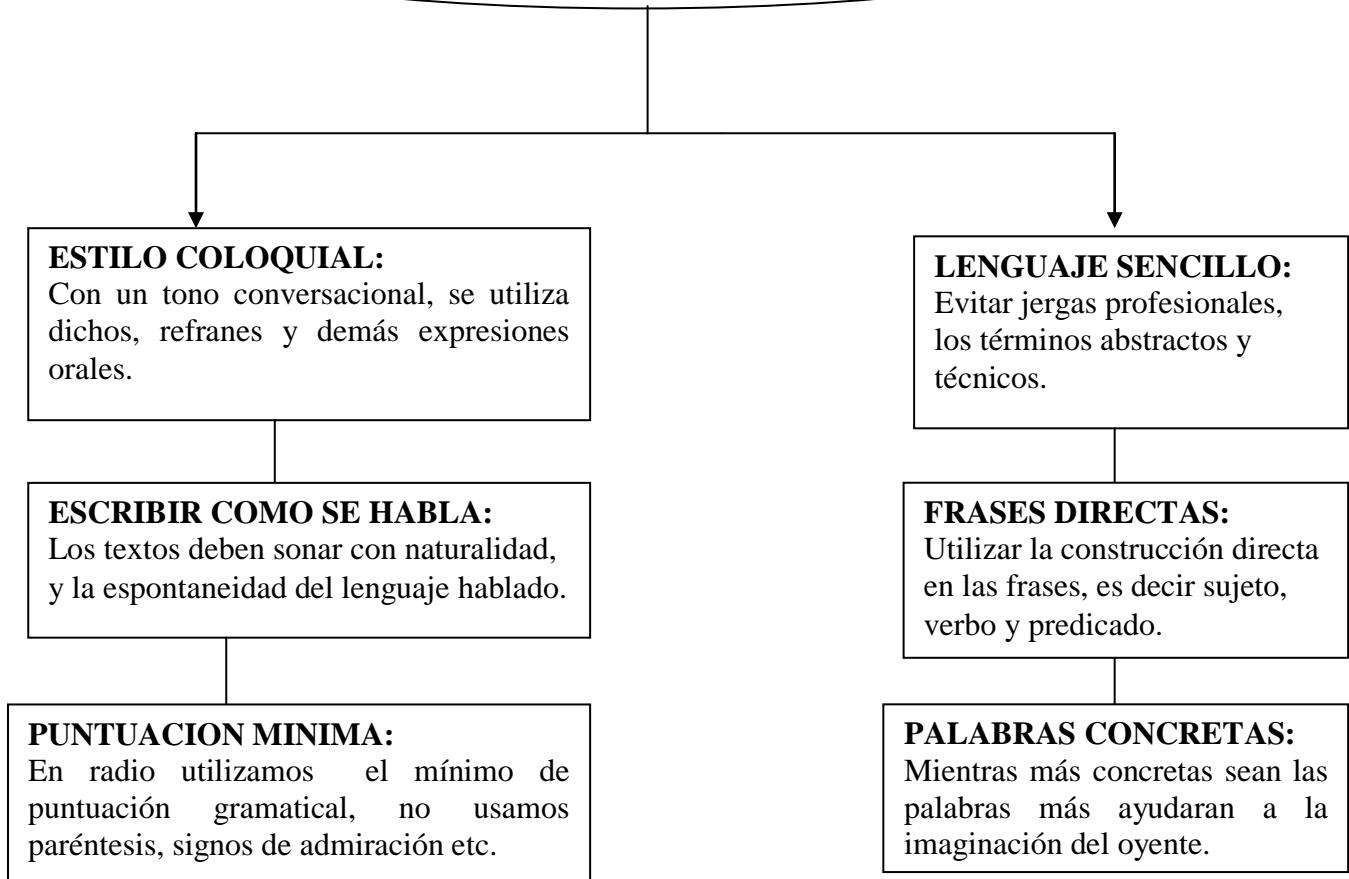 ESTILO COLOQUIAL:
Con un tono conversacional, se utiliza
dichos, refranes y demás expresiones
orales.
ESCRIBIR COMO SE HABLA:
Los textos deben sonar con naturalidad,
y la espontaneidad del lenguaje hablado.
PUNTUACION MINIMA:
En radio utilizamos el mínimo de
puntuación gramatical, no usamos
paréntesis, signos de admiración etc.
LENGUAJE SENCILLO:
Evitar jergas profesionales,
los términos abstractos y
técnicos.
FRASES DIRECTAS:
Utilizar la construcción directa
en las frases, es decir sujeto,
verbo y predicado.
PALABRAS CONCRETAS:
Mientras más concretas sean las
palabras más ayudaran a la
imaginación del oyente.